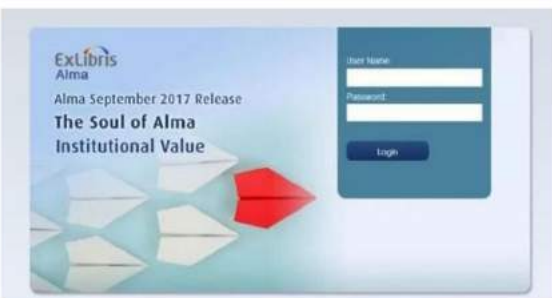 ExLibris
Alma
Alma September 2017 Release
The Soul of Alma
Institutional Value
User Name
Password
Login